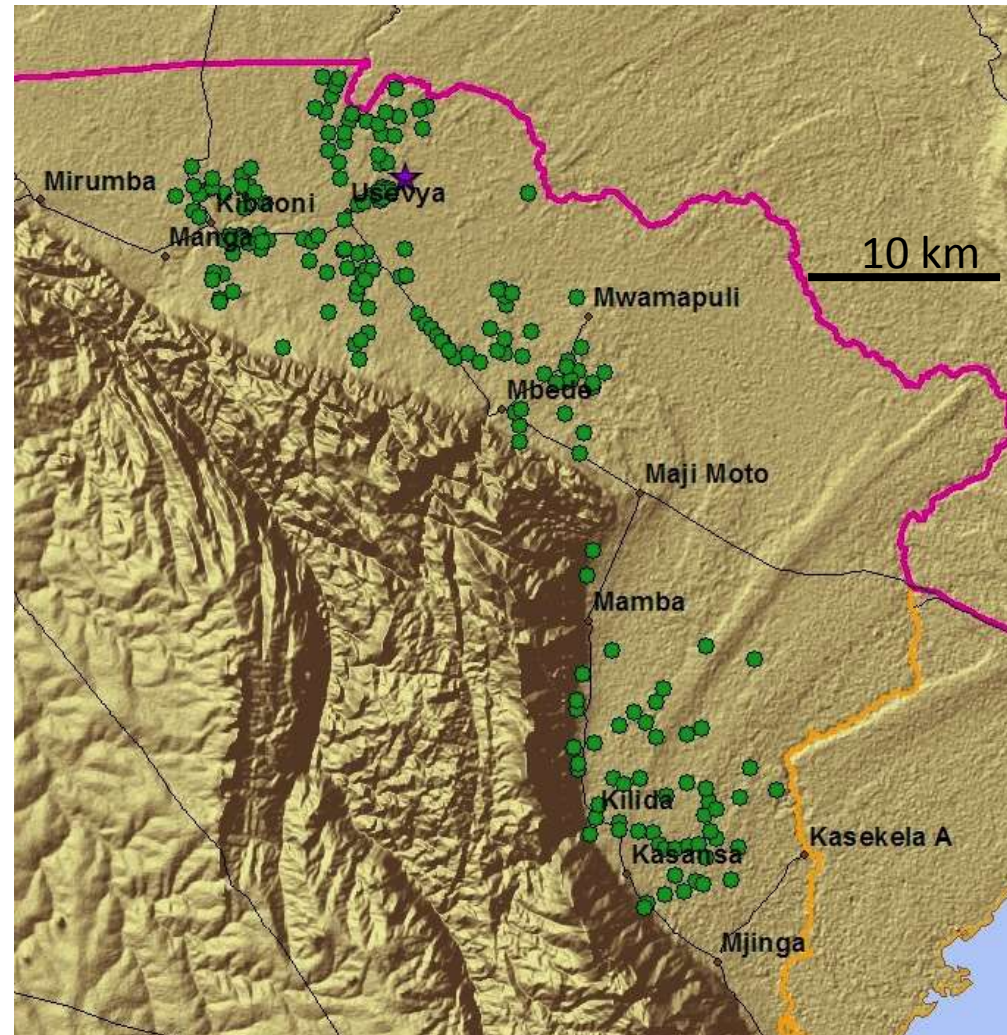 Mirumba
Usevya
Kibaoni
Manga
10 km
Mwamapuli
Mbede
Maji Moto
Mamba
Kilida
Kasekela A
Kasansa
Mjinga